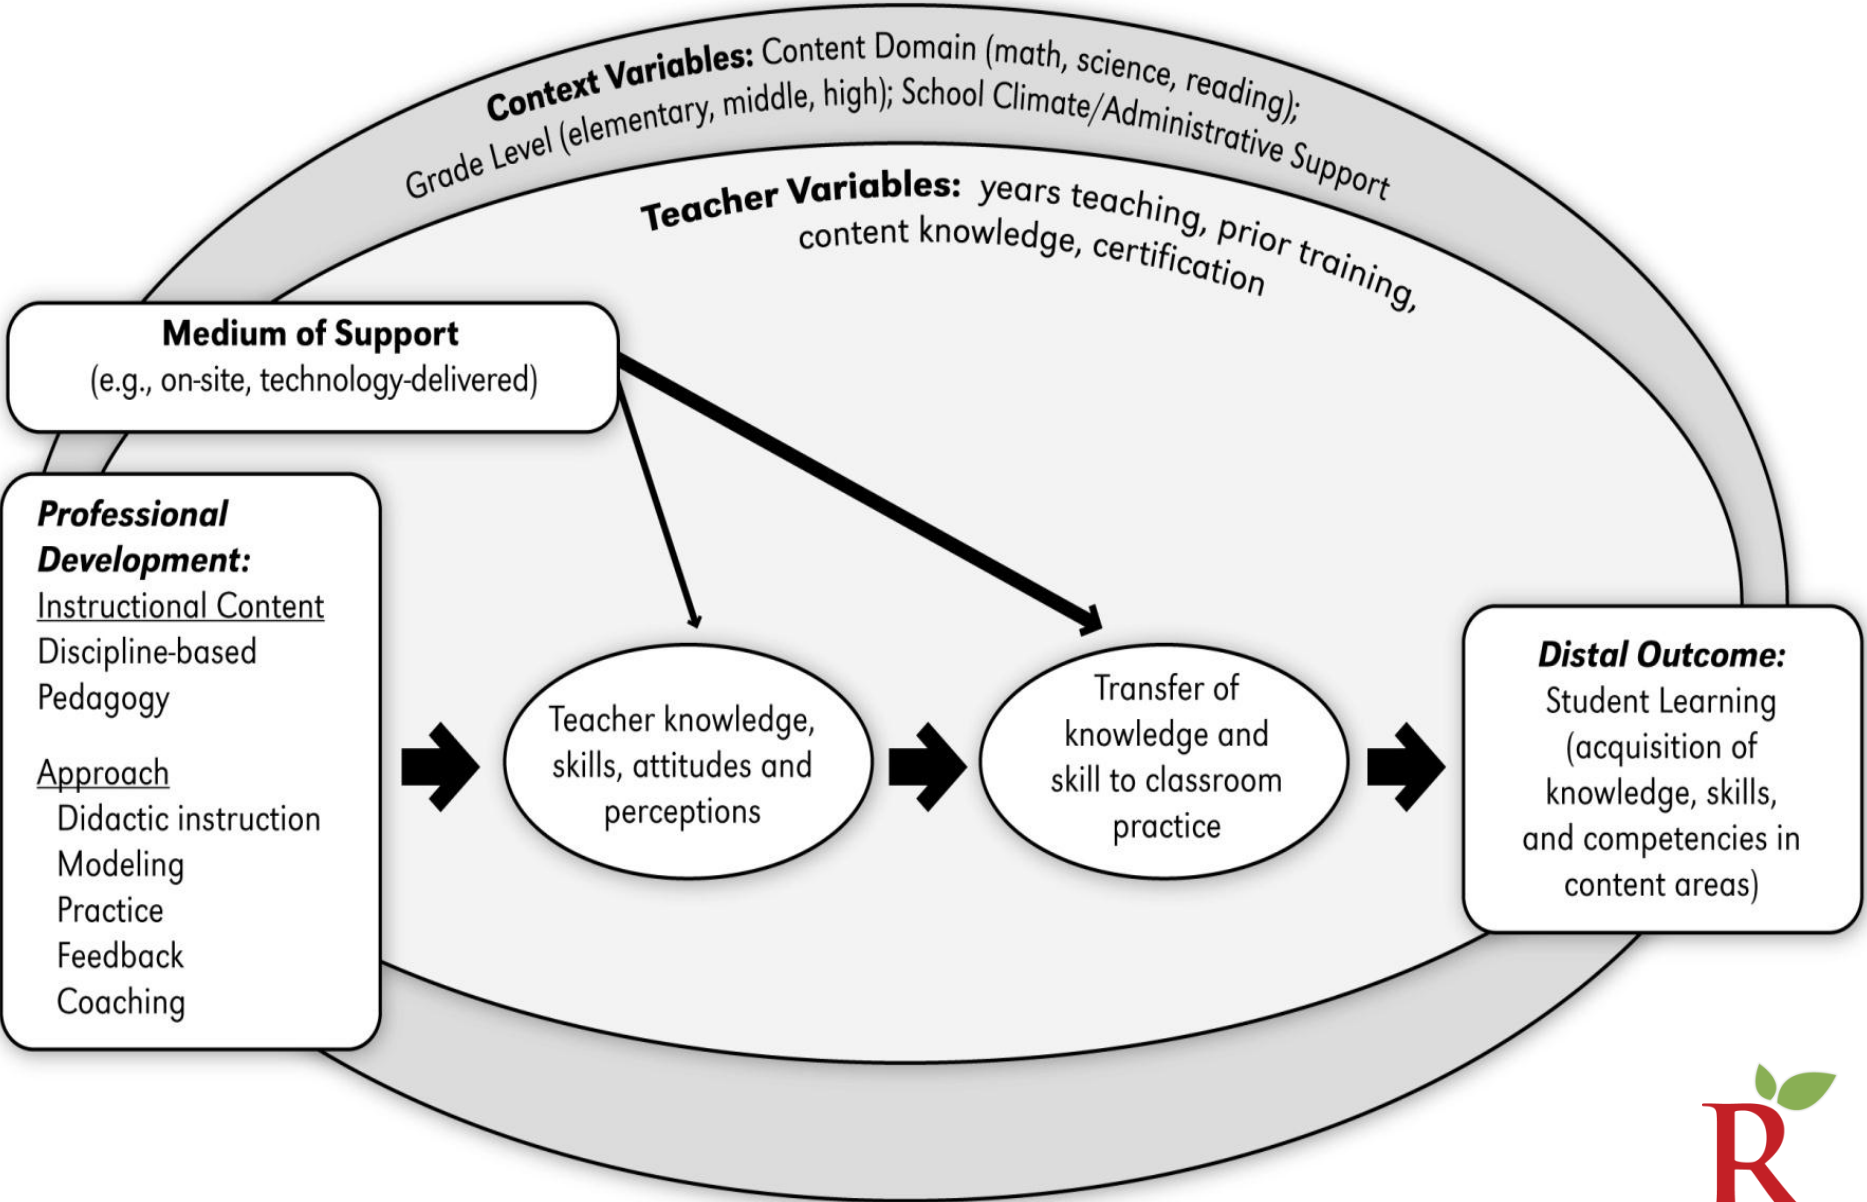 Context Variables: Content Domain (math, science, reading);
Grade Level (elementary, middle, high); School Climate/Administrative Support
Teacher Variables: years teaching, prior training,
content knowledge, certification
Medium of Support
(e.g., on-site, technology-delivered)
Professional
Development:
Instructional Content
Discipline-based
Pedagogy
Approach
Didactic instruction
Modeling
Practice
Feedback
Coaching
Teacher knowledge,
skills, attitudes and
perceptions
Transfer of
knowledge and
skill to classroom
practice
Distal Outcome:
Student Learning
(acquisition of
knowledge, skills,
and competencies in
content areas)
R